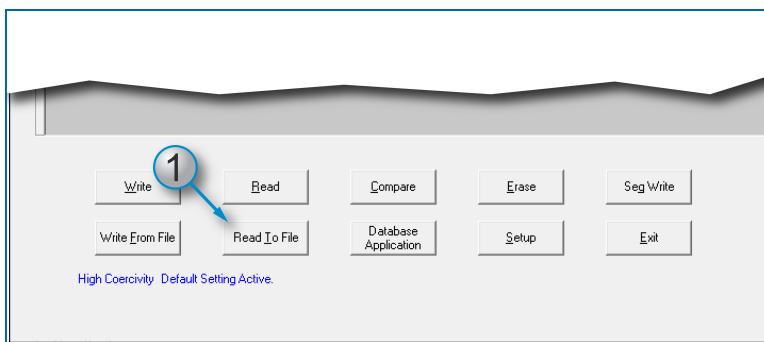 1
Write Read Compare Erase Seg Write
Write From File Read To File Database Application Setup Exit
High Coercivity Default Setting Active.